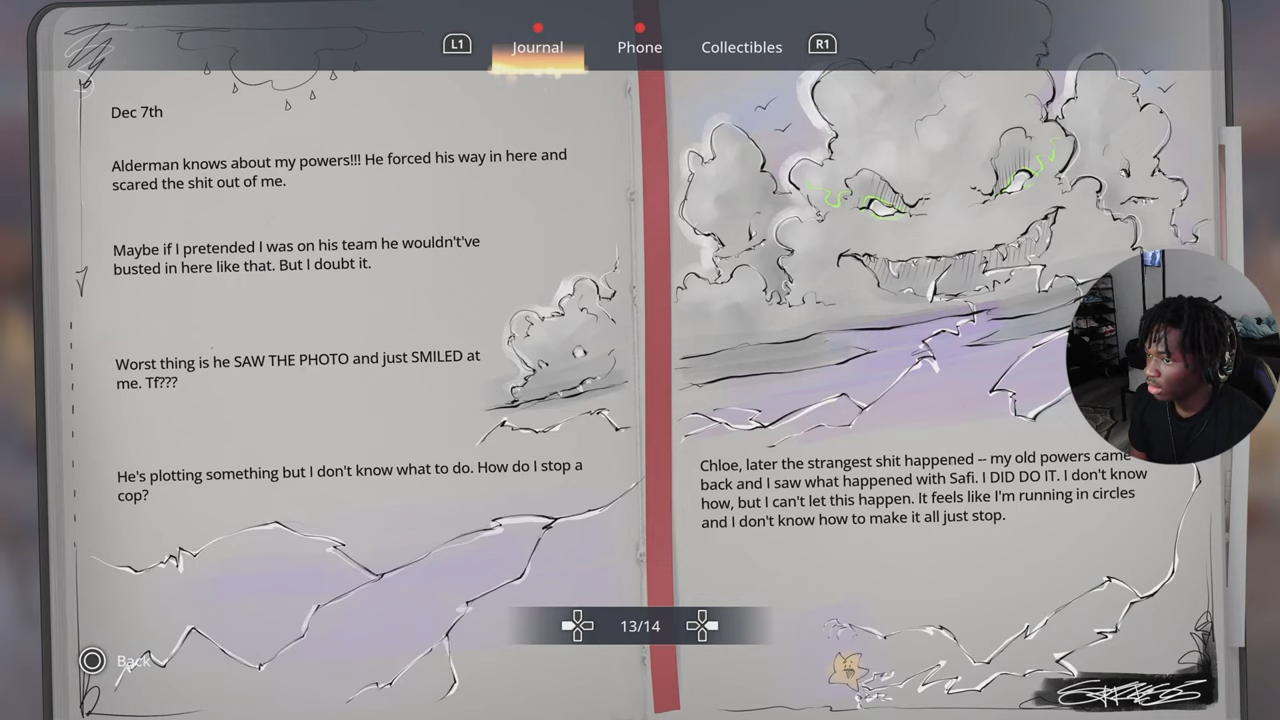 L1
Journal
Phone
Collectibles
R1
Dec 7th
Alderman knows about my powers!!! He forced his way in here and
scared the shit out of me.
Maybe if I pretended I was on his team he wouldn't've
busted in here like that. But I doubt it.
Worst thing is he SAW THE PHOTO and just SMILED at
me. Tf???
He's plotting something but I don't know what to do. How do I stop a
cop?
Chloe, later the strangest shit happened -- my old powers came
back and I saw what happened with Safi. I DID DO IT. I don't know
how, but I can't let this happen. It feels like I'm running in circles
and I don't know how to make it all just stop.
13/14
Back